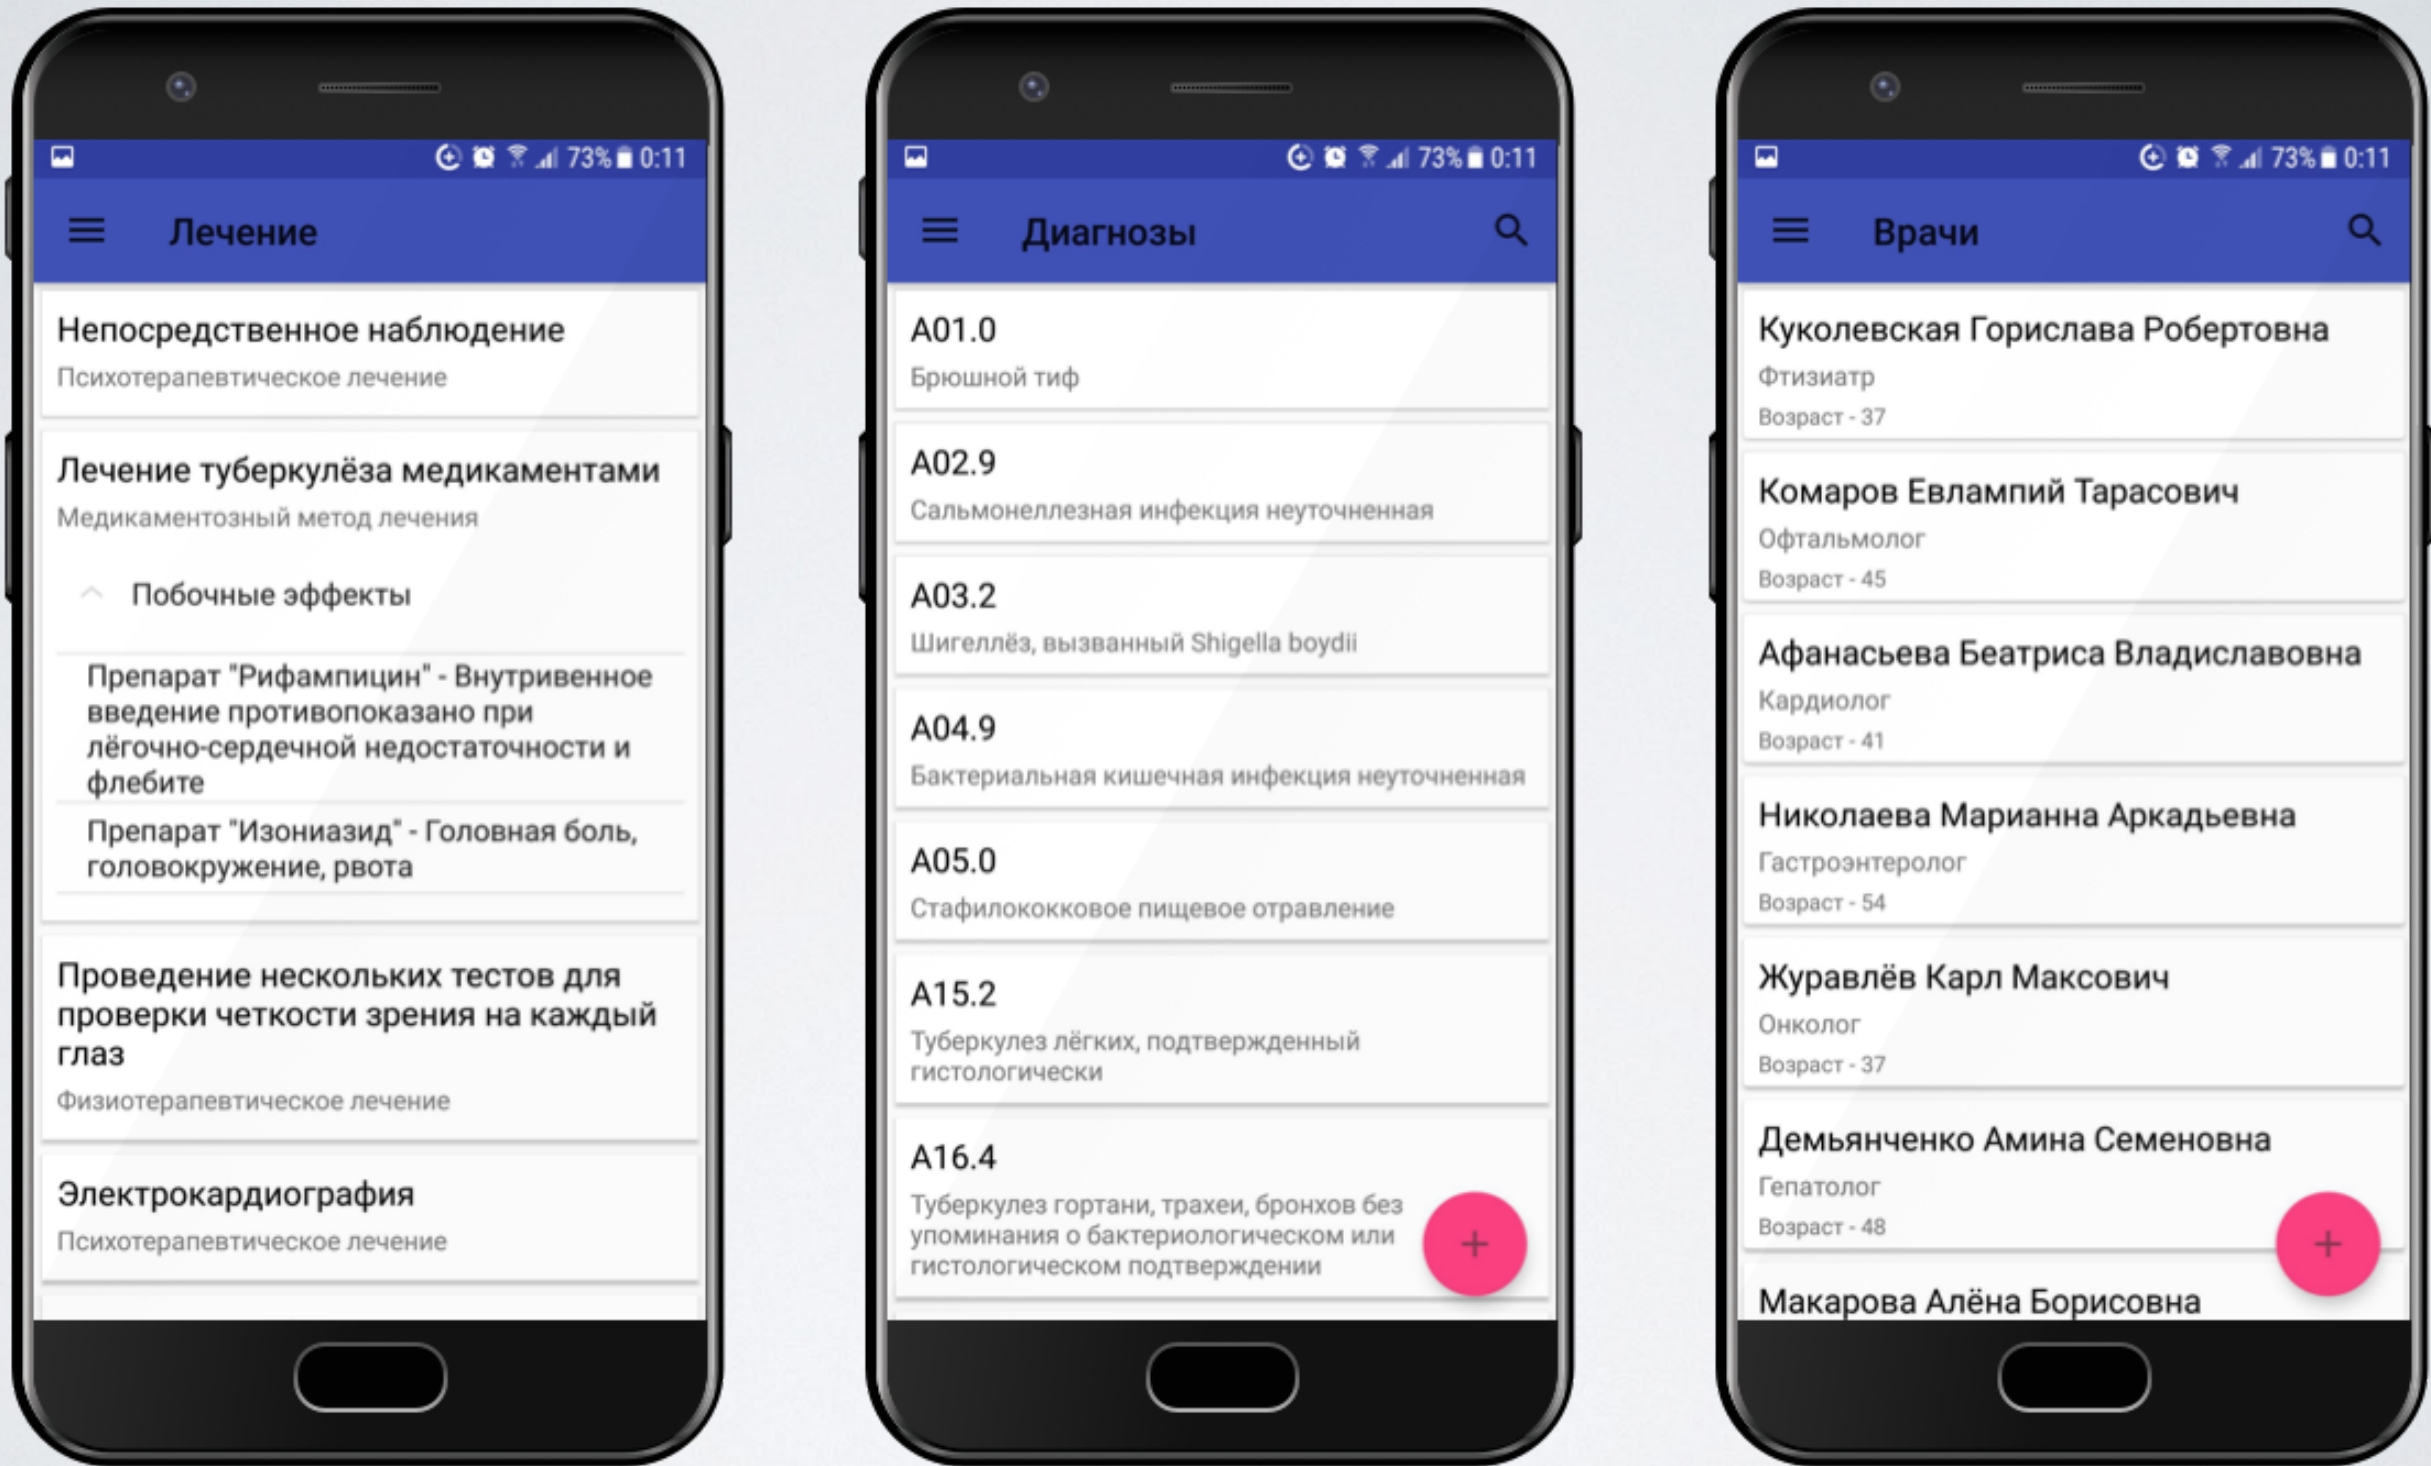 73% 0:11
Лечение
Непосредственное наблюдение
Психотерапевтическое лечение
Лечение туберкулёза медикаментами
Медикаментозный метод лечения
Побочные эффекты
Препарат "Рифампицин" - Внутривенное
введение противопоказано при
лёгочно-сердечной недостаточности и
флебите
Препарат "Изониазид" - Головная боль,
головокружение, рвота
Проведение нескольких тестов для
проверки четкости зрения на каждый
глаз
Физиотерапевтическое лечение
Электрокардиография
Психотерапевтическое лечение
73% 0:11
Диагнозы
A01.0
Брюшной тиф
A02.9
Сальмонеллезная инфекция неуточненная
A03.2
Шигеллёз, вызванный Shigella boydii
A04.9
Бактериальная кишечная инфекция неуточненная
A05.0
Стафилококковое пищевое отравление
A15.2
Туберкулез лёгких, подтвержденный
гистологически
A16.4
Туберкулез гортани, трахеи, бронхов без
упоминания о бактериологическом или
гистологическом подтверждении
73% 0:11
Врачи
Куколевская Горислава Робертовна
Фтизиатр
Возраст - 37
Комаров Евлампий Тарасович
Офтальмолог
Возраст - 45
Афанасьева Беатриса Владиславовна
Кардиолог
Возраст - 41
Николаева Марианна Аркадьевна
Гастроэнтеролог
Возраст - 54
Журавлёв Карл Максович
Онколог
Возраст - 37
Демьянченко Амина Семеновна
Гепатолог
Возраст - 48
Макарова Алёна Борисовна